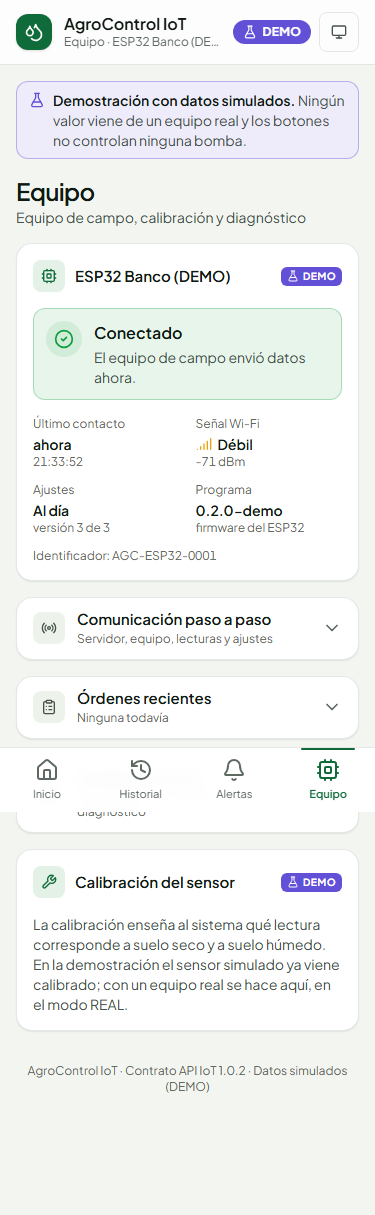 AgroControl IoT
Equipo · ESP32 Banco (DE...
DEMO
Demostración con datos simulados. Ningún
valor viene de un equipo real y los botones
no controlan ninguna bomba.
Equipo
Equipo de campo, calibración y diagnóstico
ESP32 Banco (DEMO)
DEMO
Conectado
El equipo de campo envió datos
ahora.
Último contacto
ahora
21:33:52
Señal Wi-Fi
Débil
-71 dBm
Ajustes
Al día
versión 3 de 3
Programa
0.2.0-demo
firmware del ESP32
Identificador: AGC-ESP32-0001
Comunicación paso a paso
Servidor, equipo, lecturas y ajustes
Órdenes recientes
Ninguna todavía
Inicio
Historial
Alertas
Equipo
diagnóstico
Calibración del sensor
DEMO
La calibración enseña al sistema qué lectura
corresponde a suelo seco y a suelo húmedo.
En la demostración el sensor simulado ya viene
calibrado; con un equipo real se hace aquí, en
el modo REAL.
AgroControl IoT · Contrato API IoT 1.0.2 · Datos simulados
(DEMO)